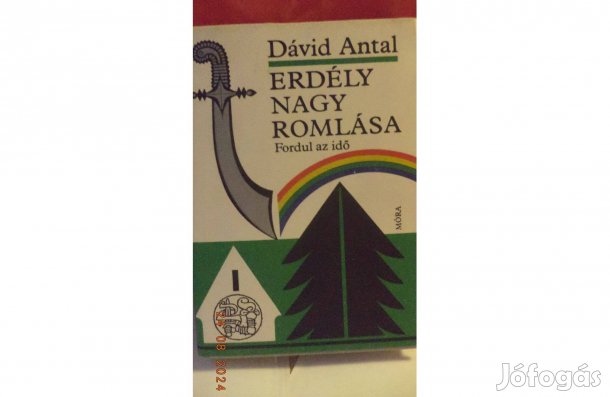 Dávid Antal
ERDÉLY
NAGY
ROMLÁSA
Fordul az idő
MÓRA
I
Jófogás